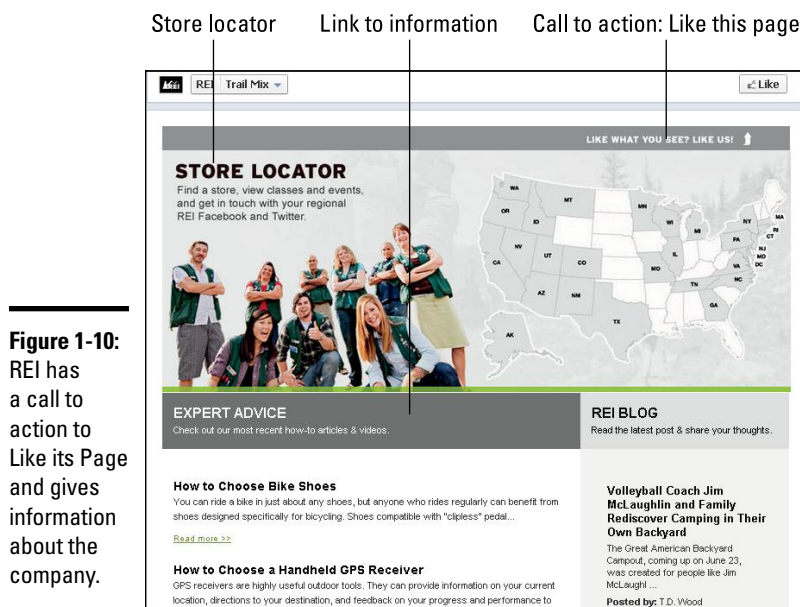 Store locator
Link to information
Call to action: Like this page
REI
REI
Trail Mix
Like
LIKE WHAT YOU SEE? LIKE US!
STORE LOCATOR
Find a store, view classes and events,
and get in touch with your regional
REI Facebook and Twitter.
WA
OR
ID
MT
NV
CA
UT
CO
AZ
NM
TX
AK
MN
WI
MI
IL
MO
TN
GA
NC
VA
PA
NY
MA
RI
CT
NJ
MD
DC
Figure 1-10:
REI has
a call to
action to
Like its Page
and gives
information
about the
company.
EXPERT ADVICE
Check out our most recent how-to articles & videos.
How to Choose Bike Shoes
You can ride a bike in just about any shoes, but anyone who rides regularly can benefit from
shoes designed specifically for bicycling. Shoes compatible with "clipless" pedal...
Read more >>
How to Choose a Handheld GPS Receiver
GPS receivers are highly useful outdoor tools. They can provide information on your current
location, directions to your destination, and feedback on your progress and performance to
REI BLOG
Read the latest post & share your thoughts.
Volleyball Coach Jim
McLaughlin and Family
Rediscover Camping in Their
Own Backyard
The Great American Backyard
Campout, coming up on June 23,
was created for people like Jim
McLaughl ...
Posted by: T.D. Wood